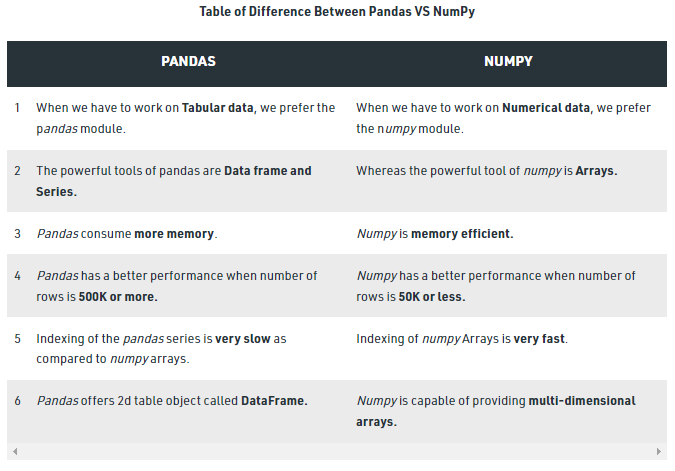 Table of Difference Between Pandas VS NumPy
PANDAS NUMPY
1 When we have to work on Tabular data, we prefer the When we have to work on Numerical data, we prefer
pandas module. the numpy module.
2 The powerful tools of pandas are Data frame and Whereas the powerful tool of numpy is Arrays.
Series.
3 Pandas consume more memory. Numpy is memory efficient.
4 Pandas has a better performance when number of Numpy has a better performance when number of
rows is 500K or more. rows is 50K or less.
5 Indexing of the pandas series is very slow as Indexing of numpy Arrays is very fast.
compared to numpy arrays.
6 Pandas offers 2d table object called DataFrame. Numpy is capable of providing multi-dimensional
arrays.